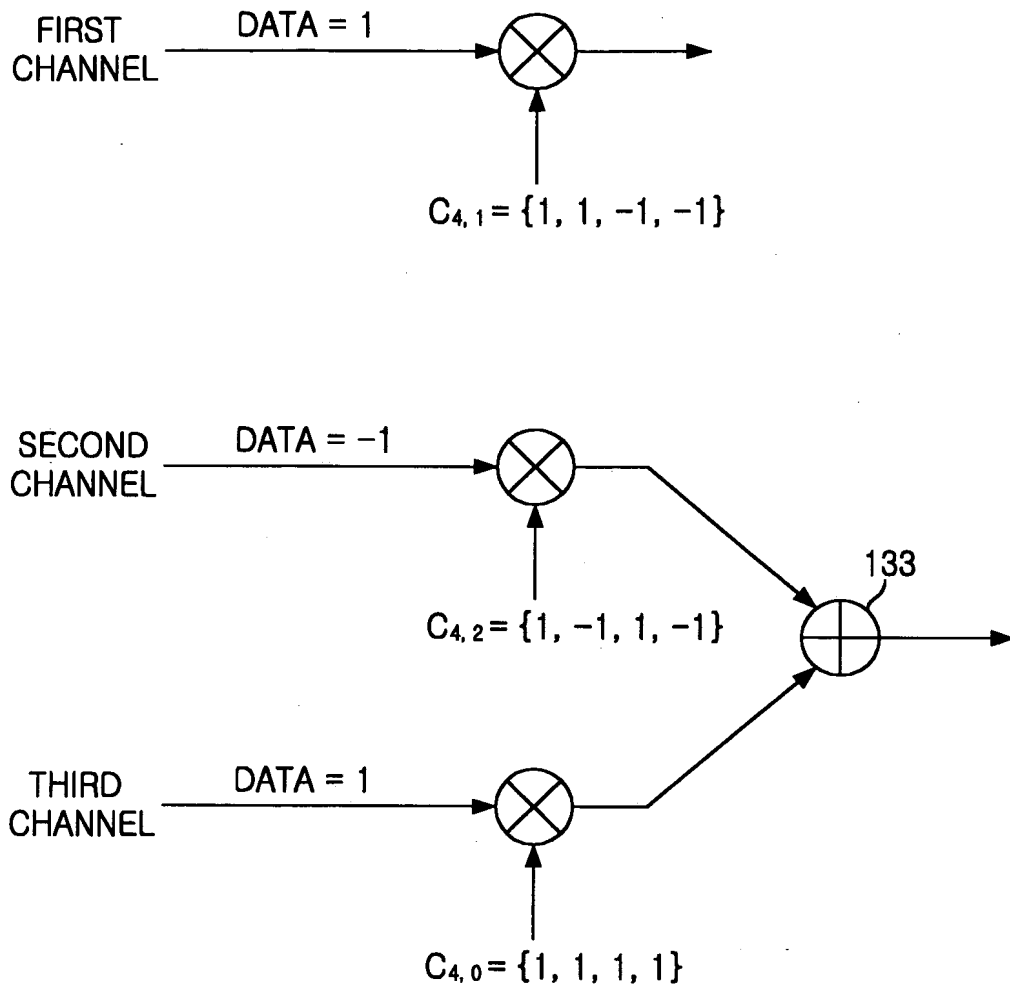 FIRST
CHANNEL
DATA = 1
C4, 1 = {1, 1, -1, -1}
SECOND
CHANNEL
DATA = -1
C4, 2 = {1, -1, 1, -1}
133
THIRD
CHANNEL
DATA = 1
C4, 0 = {1, 1, 1, 1}